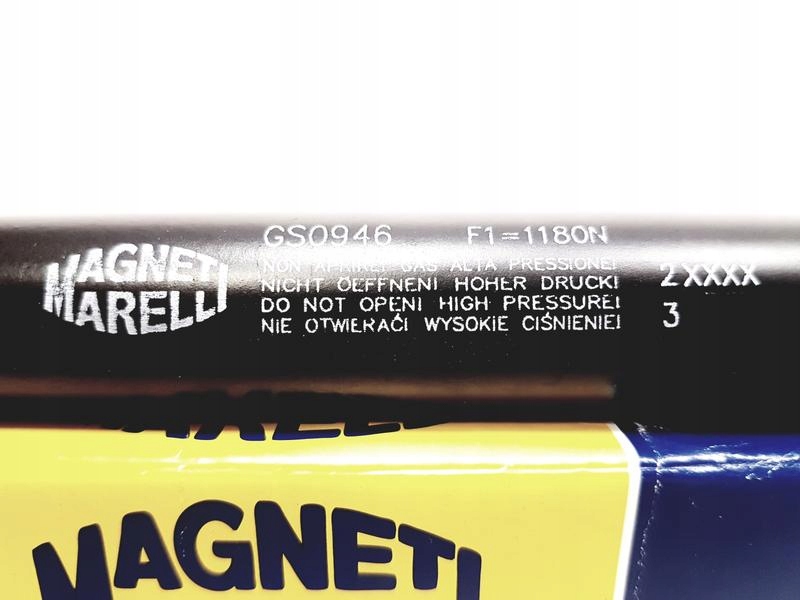 MAGNETI
MARELLI
GS0946 F1=1180N
NON APRIRE! GAS ALTA PRESSIONE!
NICHT OEFFNEN! HOHER DRUCK!
DO NOT OPEN! HIGH PRESSURE!
NIE OTWIERAĆ! WYSOKIE CIŚNIENIE!
2XXXX
3
MAGNETI